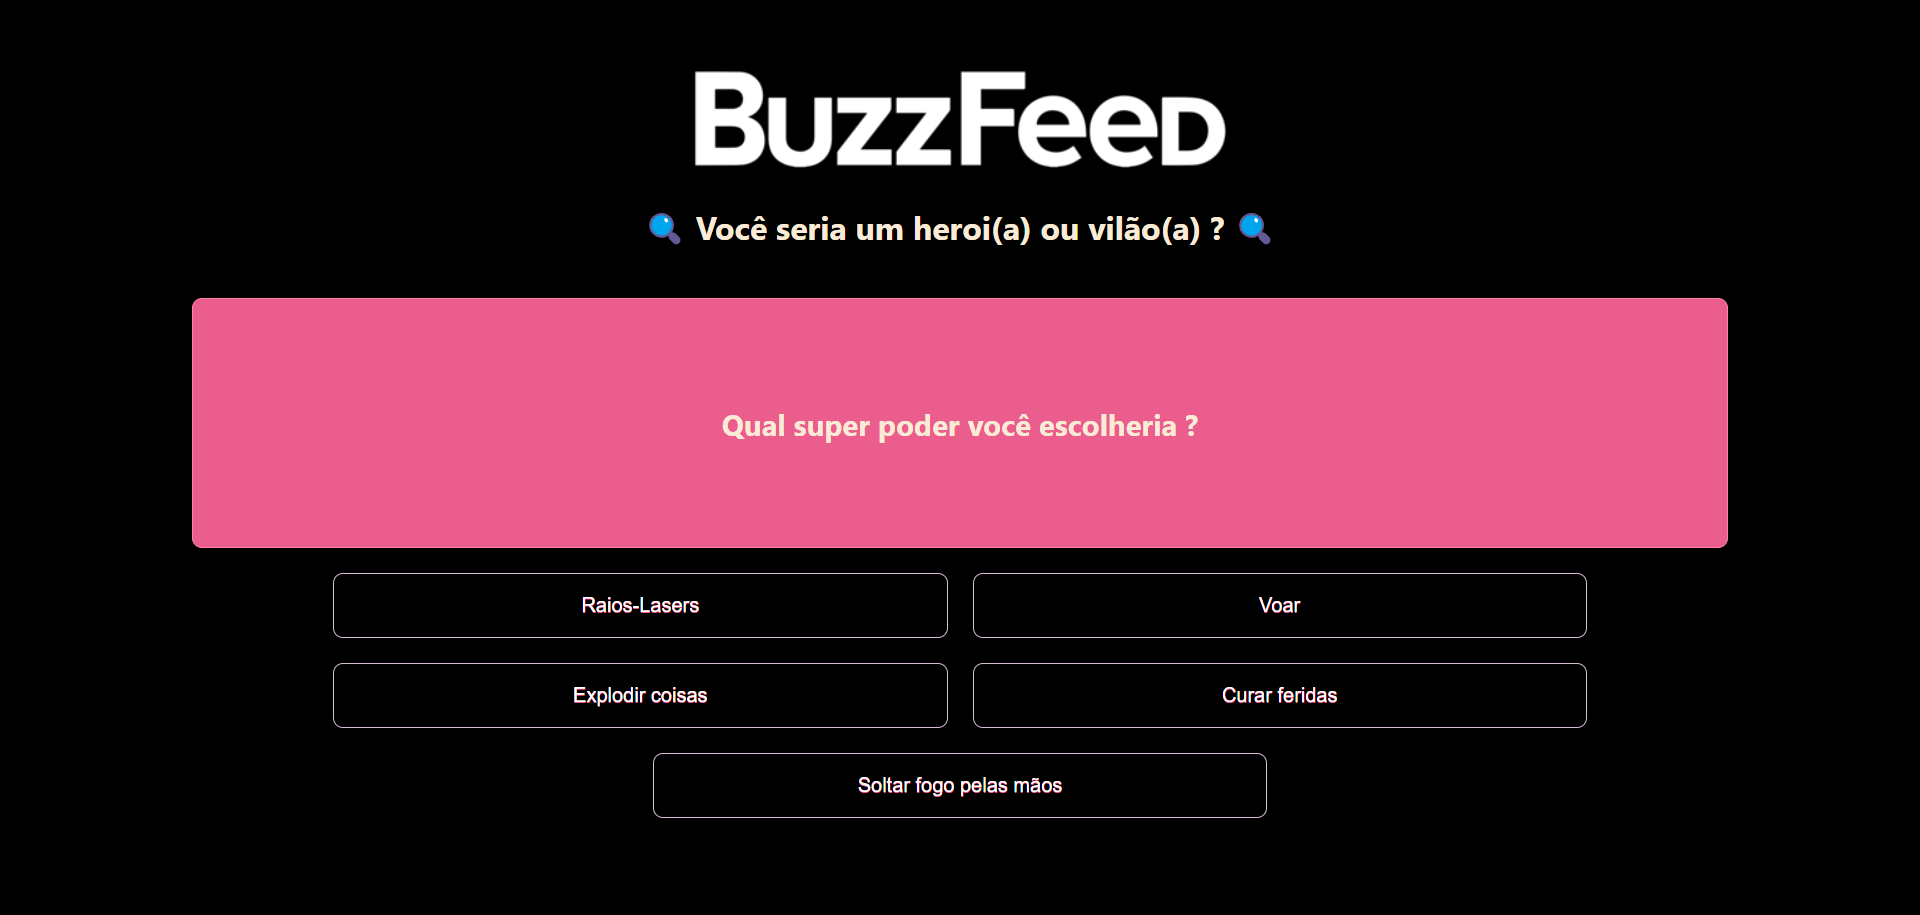 BuzzFeed
Você seria um heroi(a) ou vilão(a) ?
Qual super poder você escolheria ?
Raios-Lasers
Voar
Explodir coisas
Curar feridas
Soltar fogo pelas mãos